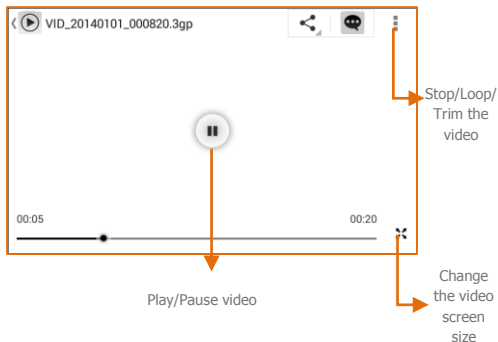 VID_20140101_000820.3gp
Stop/Loop/
Trim the
video
00:05
00:20
Play/Pause video
Change
the video
screen
size